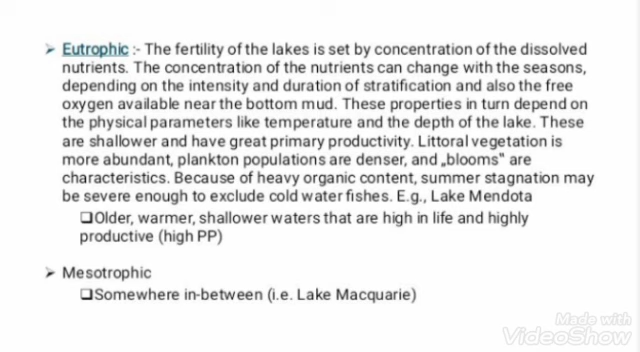 ➢ Eutrophic :- The fertility of the lakes is set by concentration of the dissolved
nutrients. The concentration of the nutrients can change with the seasons,
depending on the intensity and duration of stratification and also the free
oxygen available near the bottom mud. These properties in turn depend on
the physical parameters like temperature and the depth of the lake. These
are shallower and have great primary productivity. Littoral vegetation is
more abundant, plankton populations are denser, and „blooms‟ are
characteristics. Because of heavy organic content, summer stagnation may
be severe enough to exclude cold water fishes. E.g., Lake Mendota
❑Older, warmer, shallower waters that are high in life and highly
productive (high PP)
➢ Mesotrophic
❑Somewhere in-between (i.e. Lake Macquarie)
Made with
VideoShow